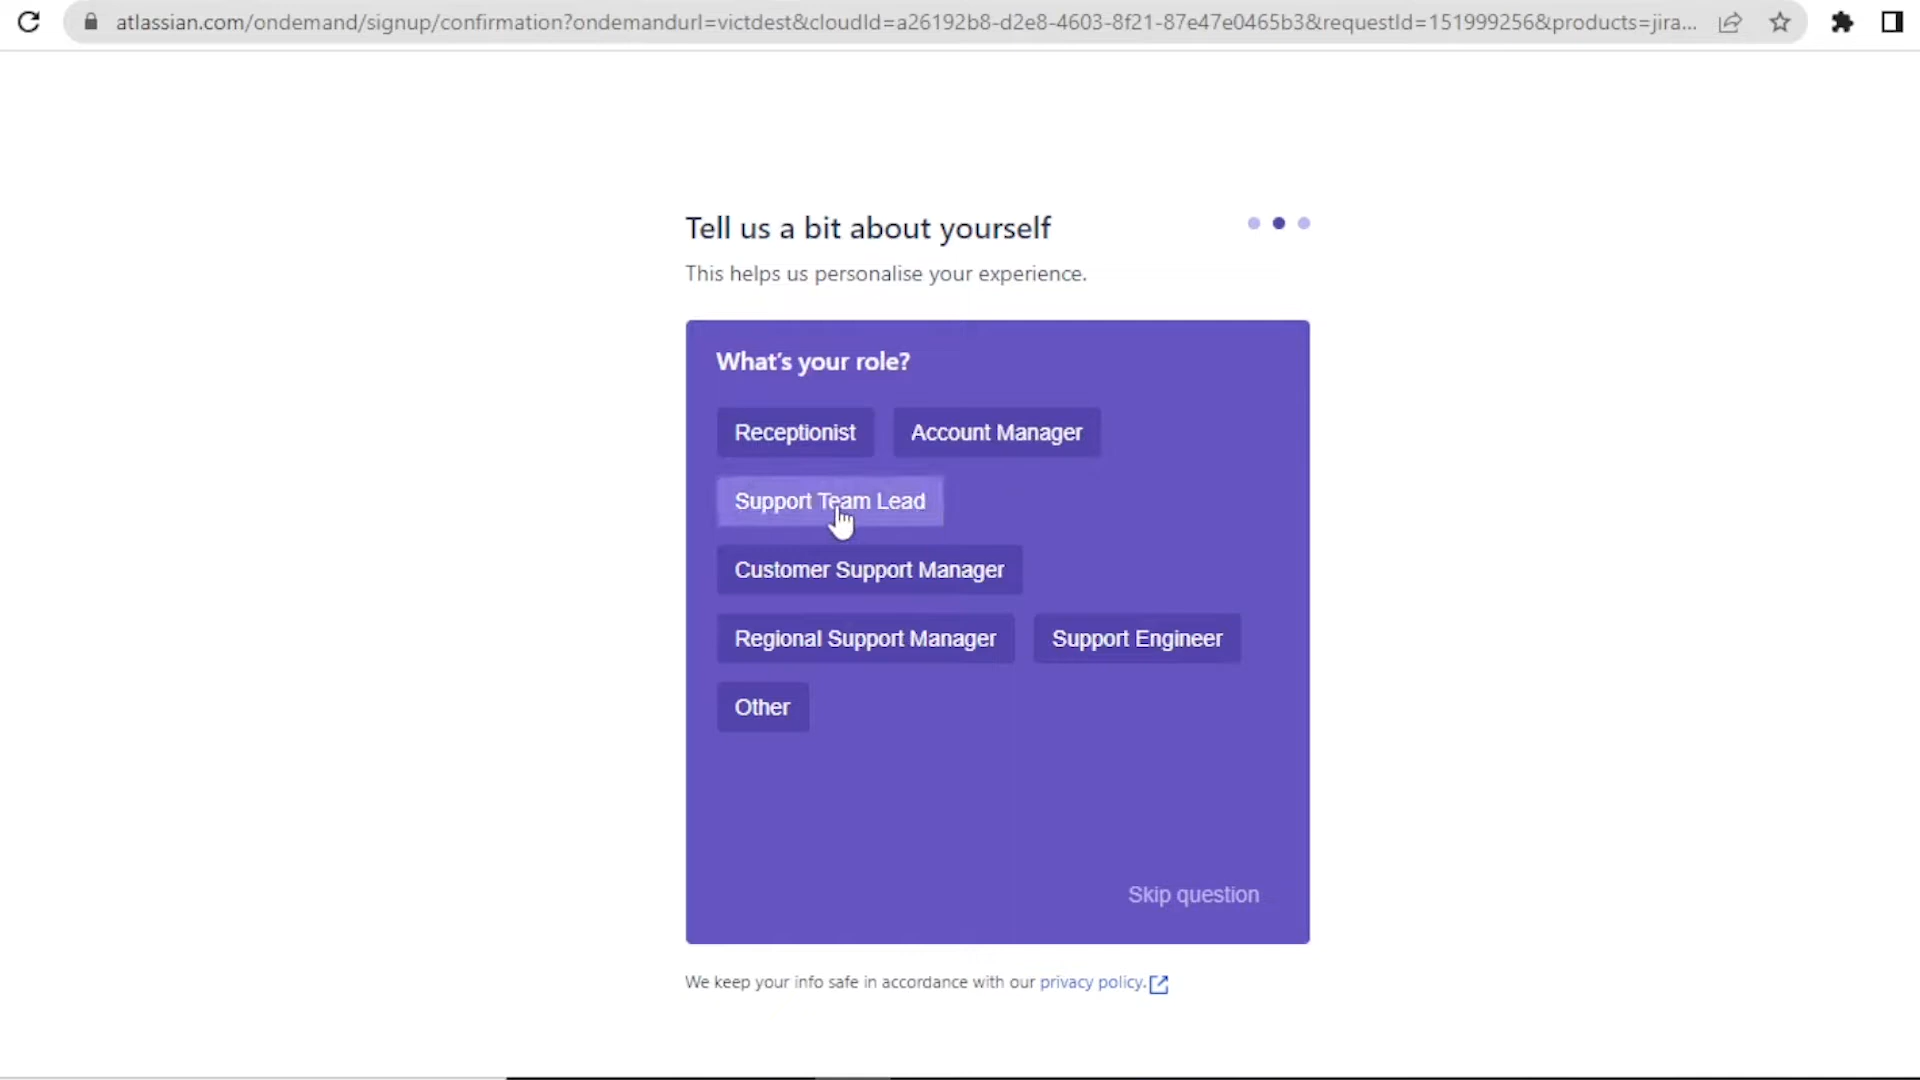 atlassian.com/ondemand/signup/confirmation?ondemandurl=victdest&cloudId=a26192b8-d2e8-4603-8f21-87e47e0465b3&requestId=151999256&products=jira...
Tell us a bit about yourself
This helps us personalise your experience.
What's your role?
Receptionist Account Manager
Support Team Lead
Customer Support Manager
Regional Support Manager Support Engineer
Other
Skip question
We keep your info safe in accordance with our privacy policy.